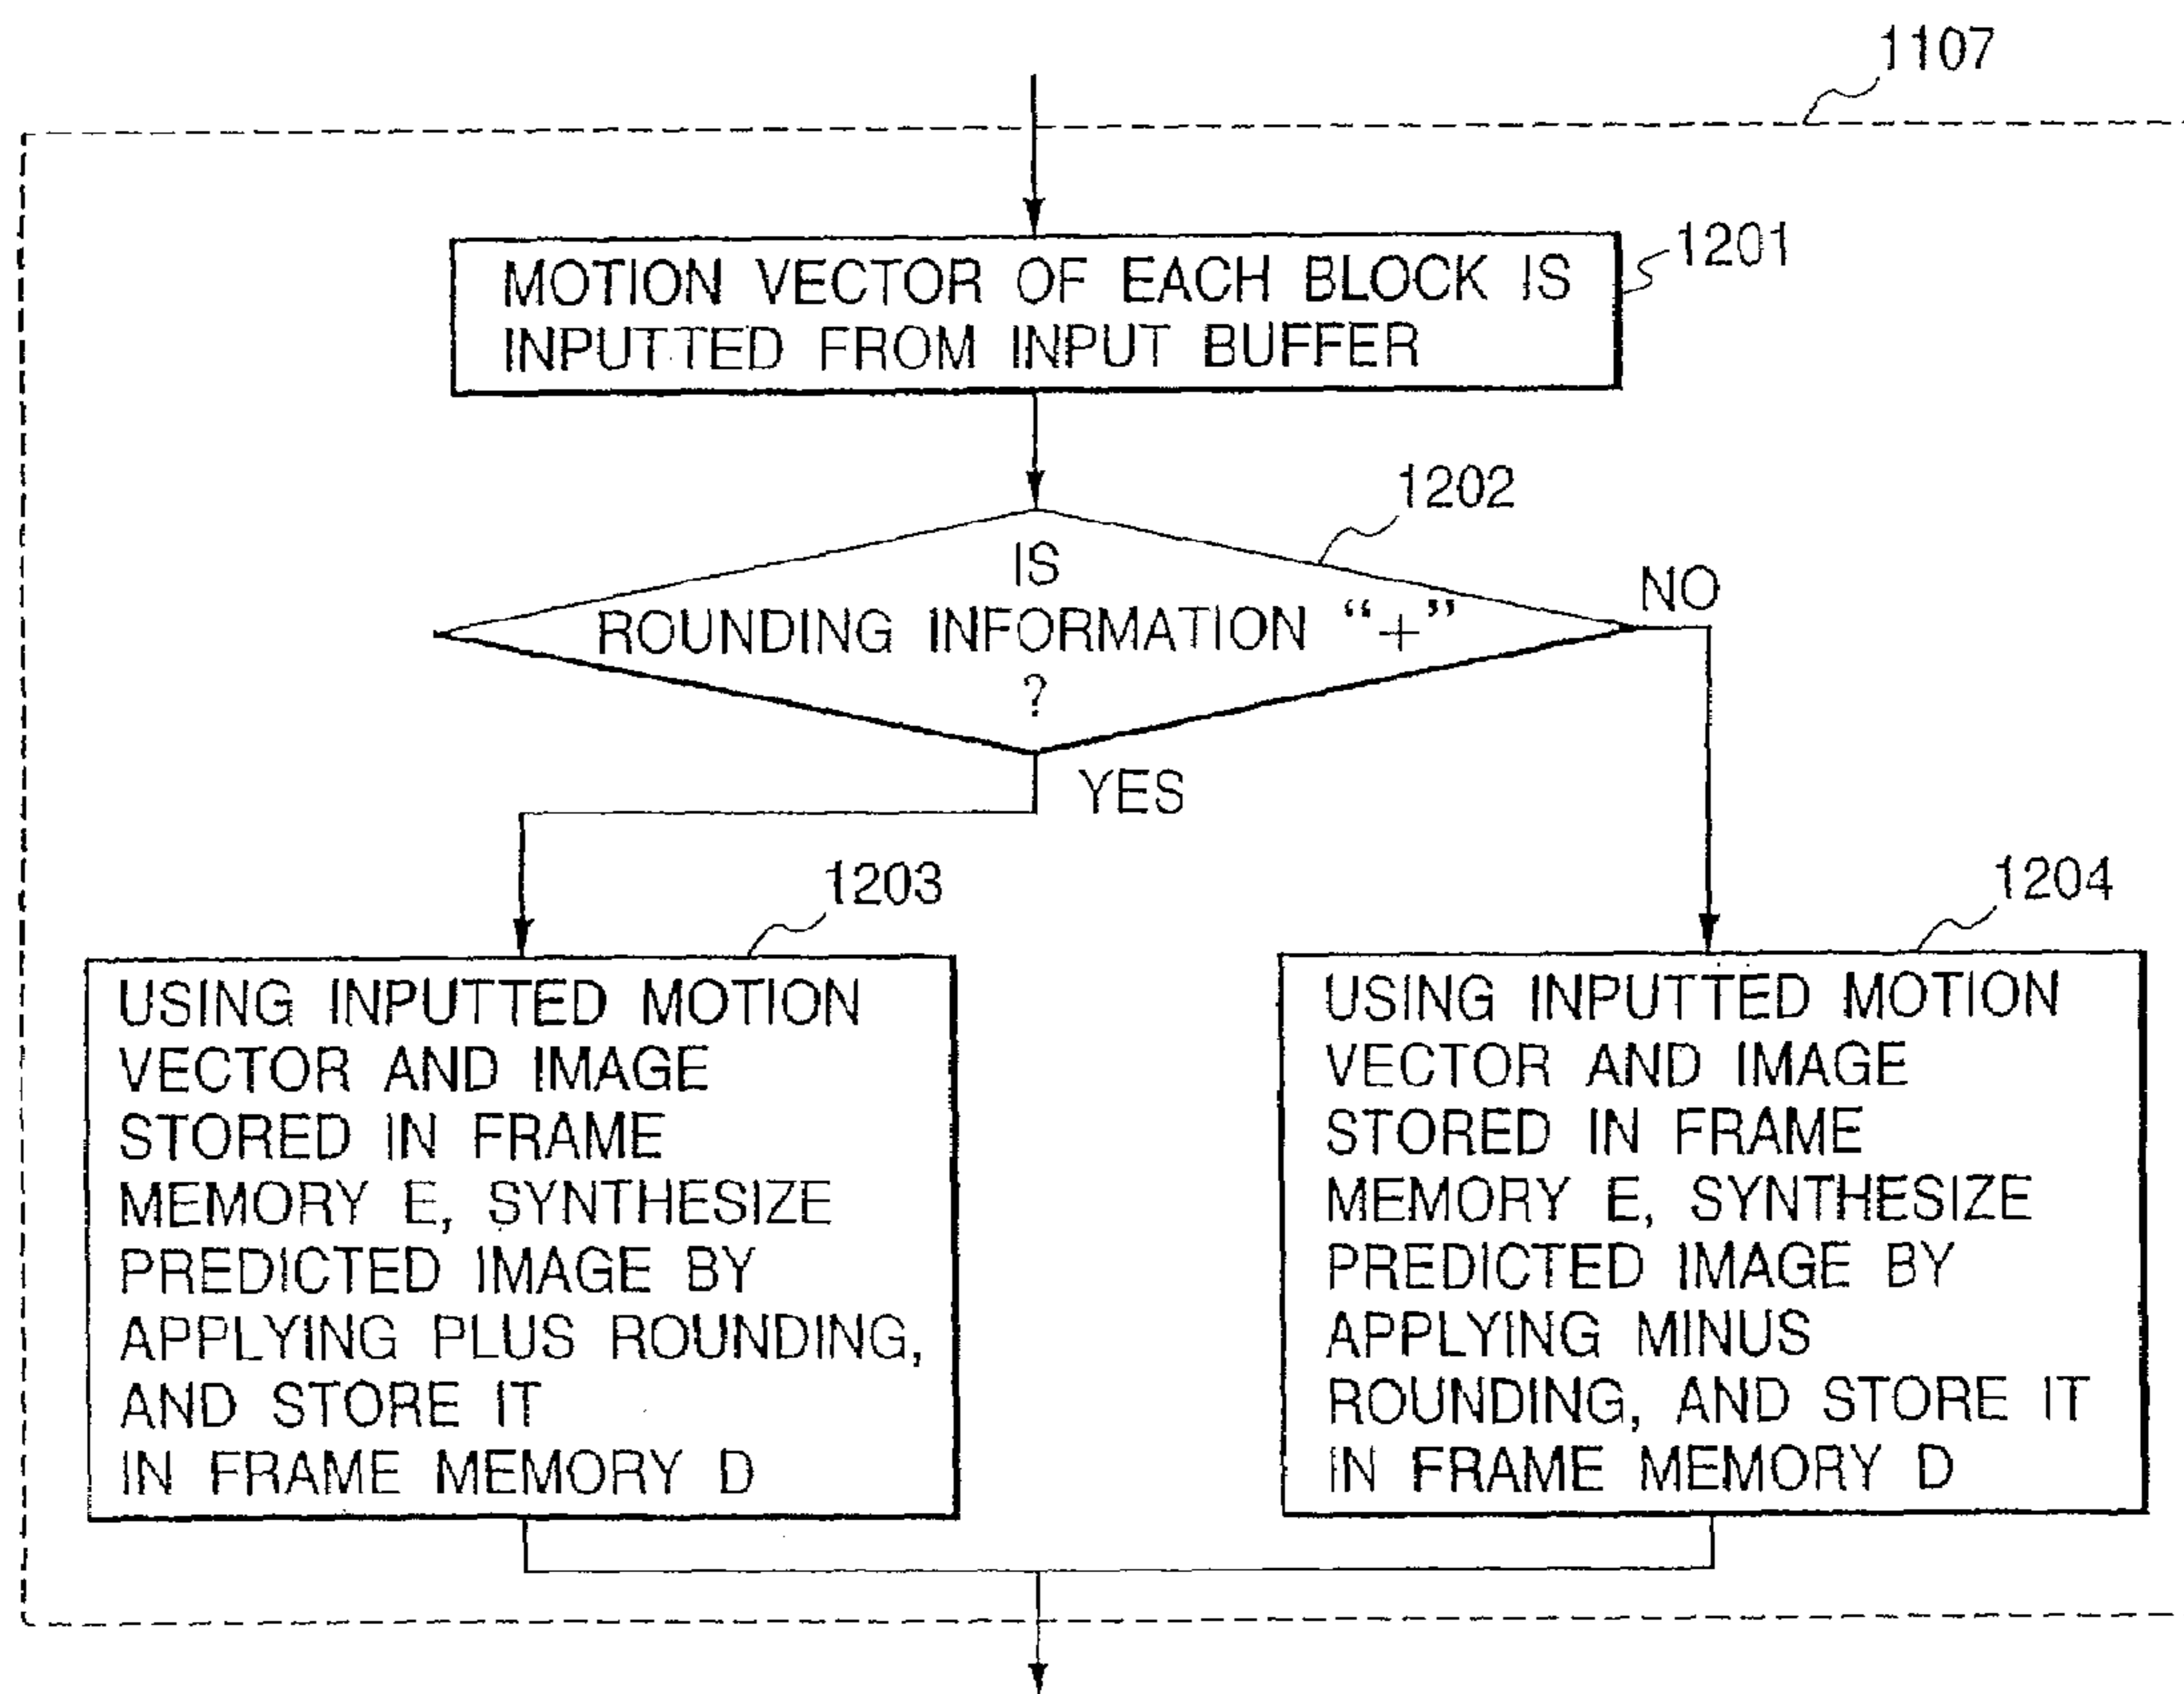 1107
MOTION VECTOR OF EACH BLOCK IS
INPUTTED FROM INPUT BUFFER
1201
1202
IS
ROUNDING INFORMATION “+”
?
NO
YES
1203
USING INPUTTED MOTION
VECTOR AND IMAGE
STORED IN FRAME
MEMORY E, SYNTHESIZE
PREDICTED IMAGE BY
APPLYING PLUS ROUNDING,
AND STORE IT
IN FRAME MEMORY D
1204
USING INPUTTED MOTION
VECTOR AND IMAGE
STORED IN FRAME
MEMORY E, SYNTHESIZE
PREDICTED IMAGE BY
APPLYING MINUS
ROUNDING, AND STORE IT
IN FRAME MEMORY D